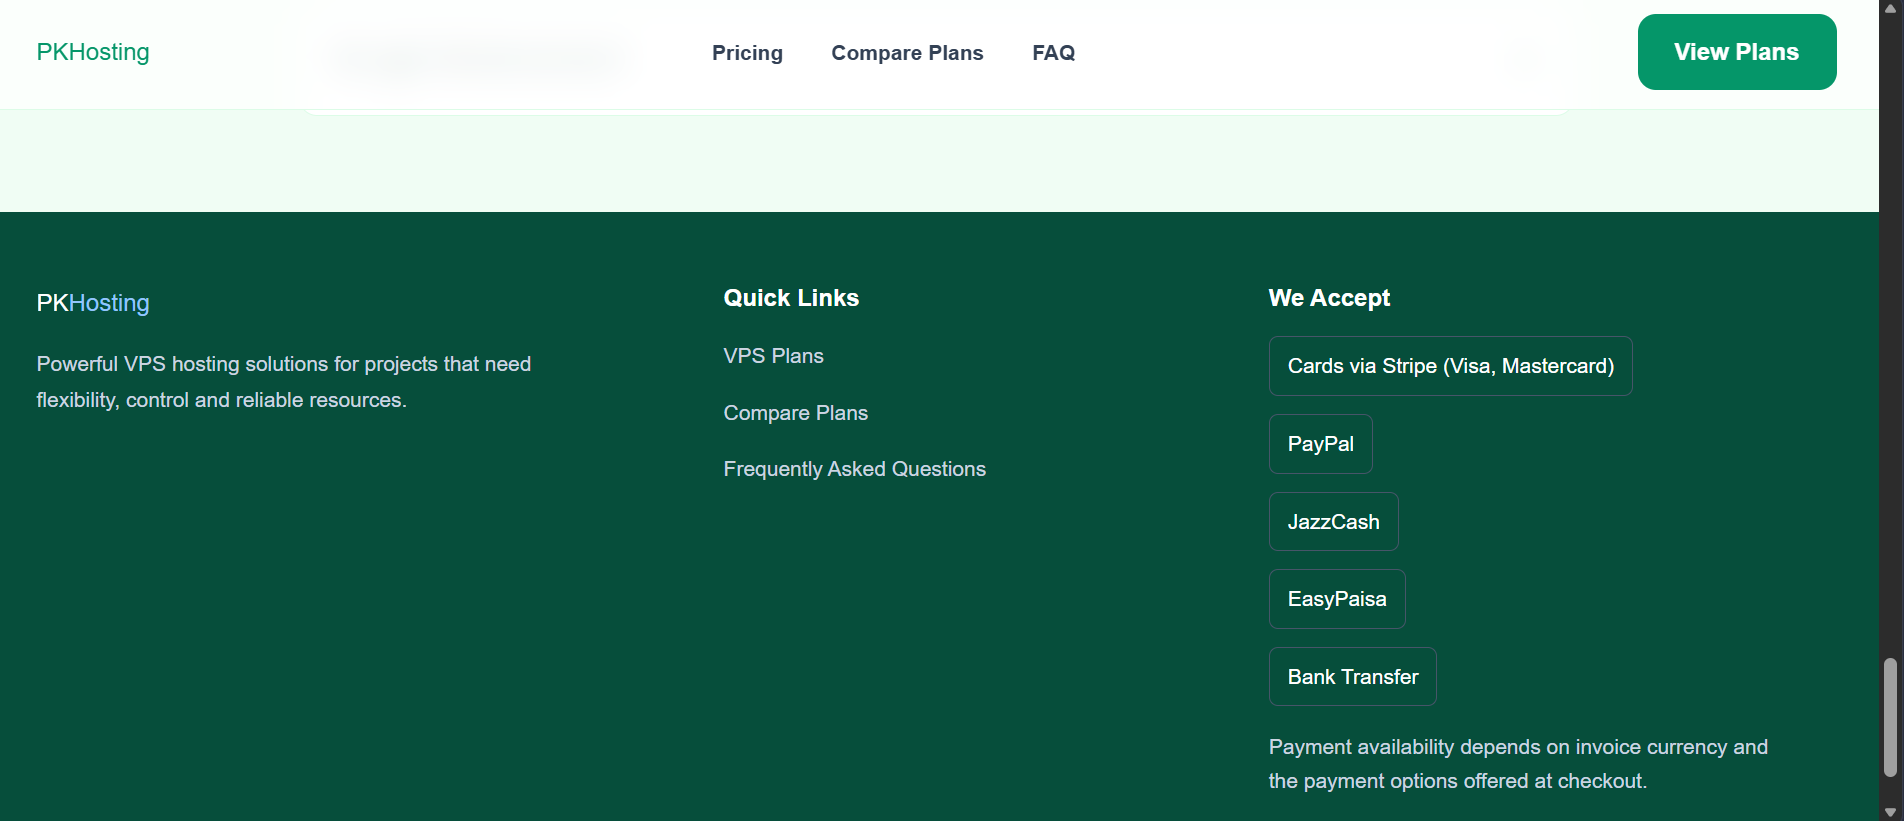 PKHosting
Pricing
Compare Plans
FAQ
View Plans
PKHosting
Powerful VPS hosting solutions for projects that need
flexibility, control and reliable resources.
Quick Links
VPS Plans
Compare Plans
Frequently Asked Questions
We Accept
Cards via Stripe (Visa, Mastercard)
PayPal
JazzCash
EasyPaisa
Bank Transfer
Payment availability depends on invoice currency and
the payment options offered at checkout.